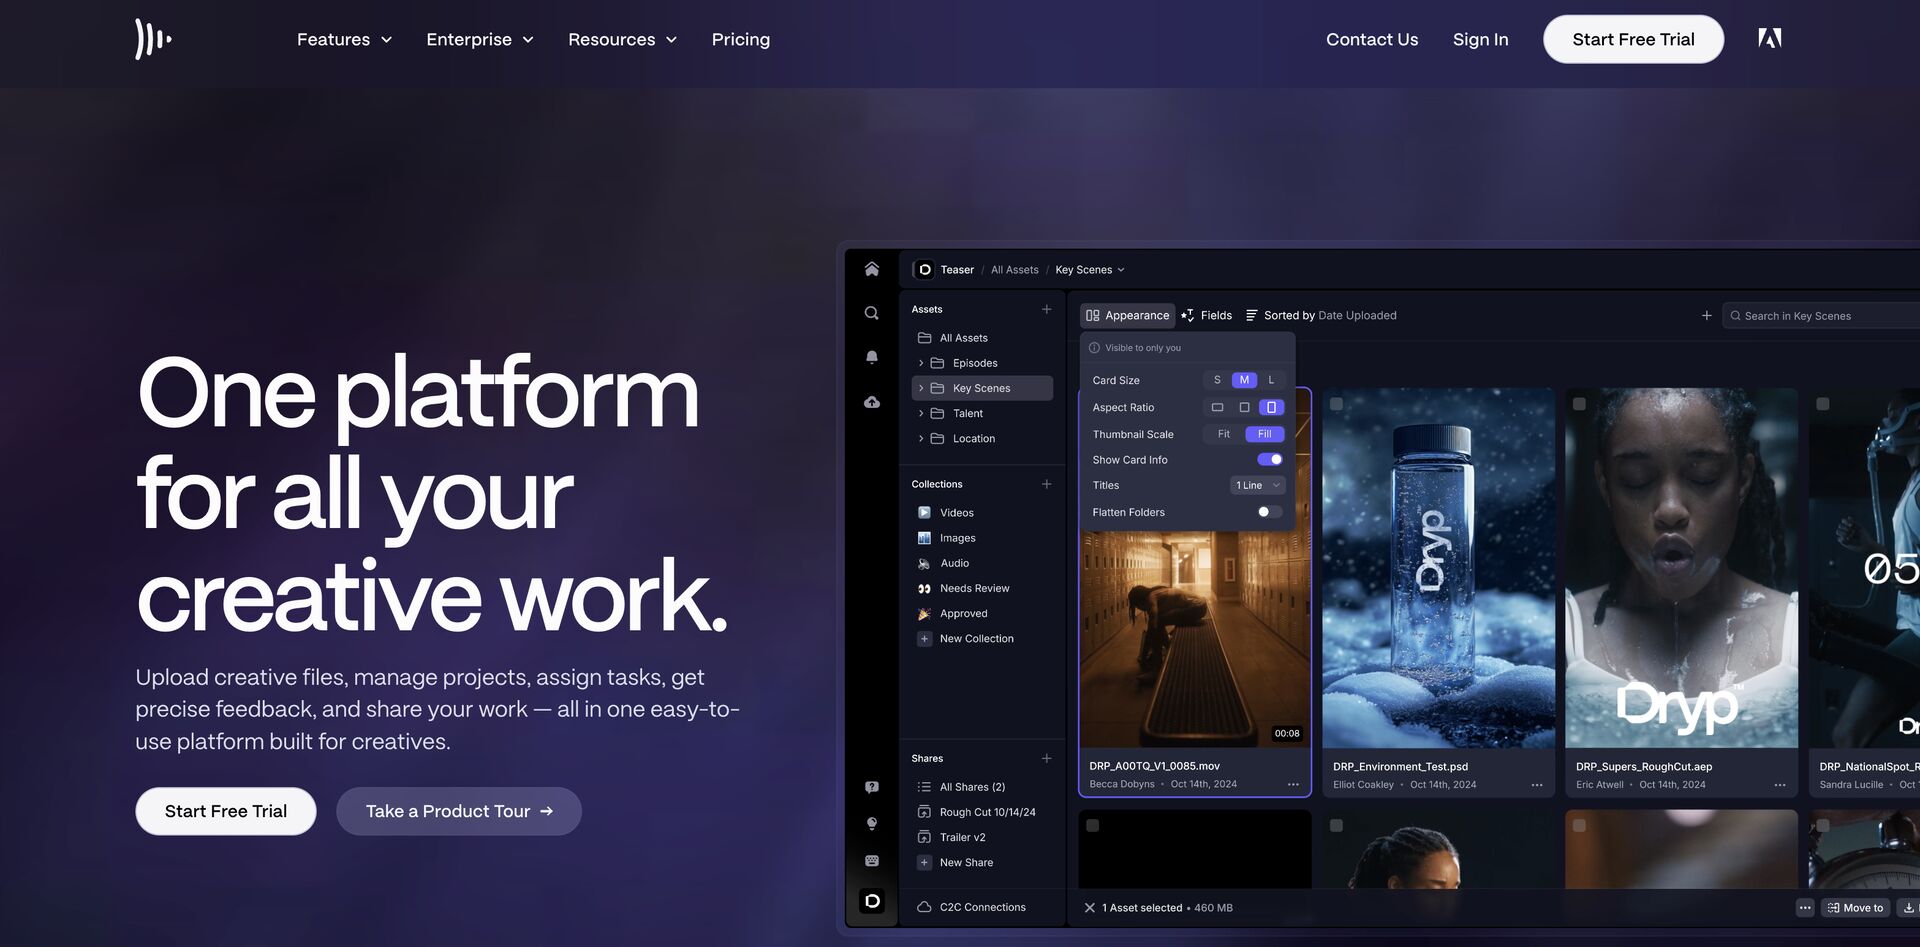 Features Enterprise Resources Pricing Contact Us Sign In Start Free Trial
One platform
for all your
creative work.
Upload creative files, manage projects, assign tasks, get
precise feedback, and share your work — all in one easy-to-
use platform built for creatives.
Start Free Trial Take a Product Tour →
Teaser / All Assets / Key Scenes
Assets
All Assets
Episodes
Key Scenes
Talent
Location
Collections
Videos
Images
Audio
Needs Review
Approved
New Collection
Shares
All Shares (2)
Rough Cut 10/14/24
Trailer v2
New Share
C2C Connections
Appearance Fields Sorted by Date Uploaded Search in Key Scenes
Visible to only you
Card Size S M L
Aspect Ratio
Thumbnail Scale Fit Fill
Show Card Info
Titles 1 Line
Flatten Folders
00:08
DRP_A00TQ_V1_0085.mov
Becca Dobyns • Oct 14th, 2024
Dryp
DRP_Environment_Test.psd
Elliot Coakley • Oct 14th, 2024
Dryp™
DRP_Supers_RoughCut.aep
Eric Atwell • Oct 14th, 2024
05
DRP_NationalSpot_R
Sandra Lucille • Oct
1 Asset selected • 460 MB
Move to